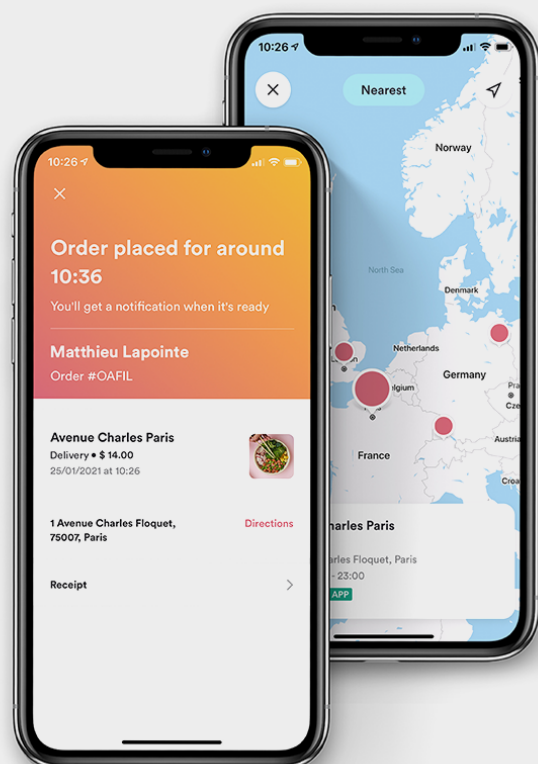 10:26
Order placed for around
10:36
You'll get a notification when it's ready
Matthieu Lapointe
Order #OAFIL
Avenue Charles Paris
Delivery • $ 14.00
25/01/2021 at 10:26
1 Avenue Charles Floquet,
75007, Paris
Directions
Receipt
10:26
Nearest
Norway
North Sea
Denmark
Netherlands
Germany
France
Austria
harles Paris
arles Floquet, Paris
- 23:00
APP